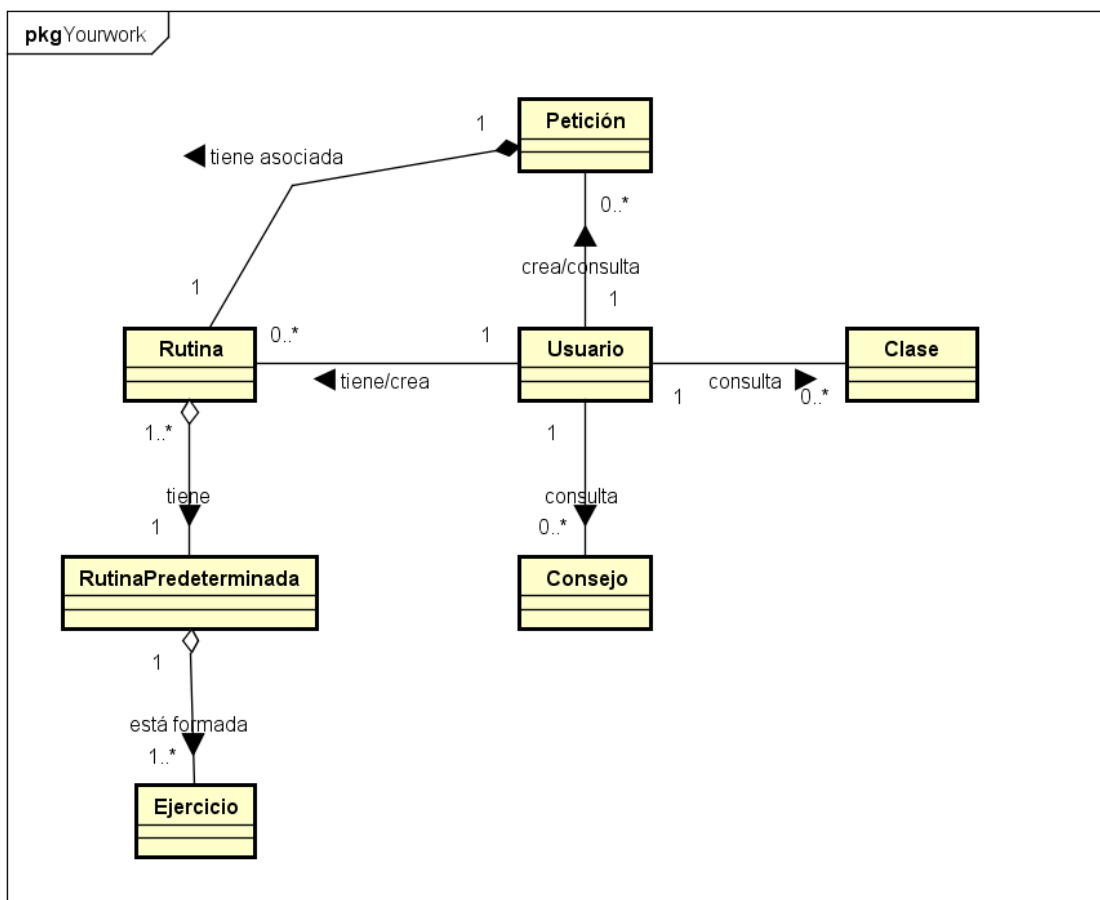 pkg Yourwork
Petición
1
tiene asociada
0..*
crea/consulta
1
1
0..*
1
Rutina
Usuario
Clase
tiene/crea
consulta
1
0..*
1..*
1
tiene
consulta
1
0..*
RutinaPredeterminada
Consejo
1
está formada
1..*
Ejercicio